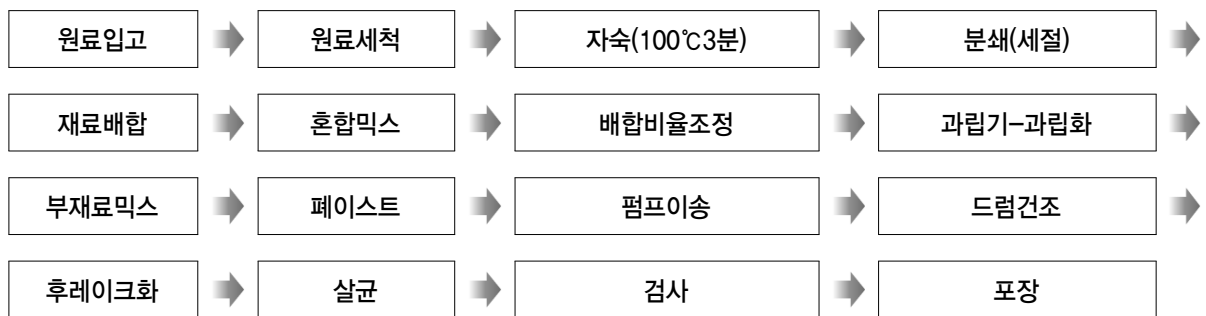 원료입고 원료세척 자숙(100℃3분) 분쇄(세절)
재료배합 혼합믹스 배합비율조정 과립기-과립화
부재료믹스 폐이스트 펌프이송 드럼건조
후레이크화 살균 검사 포장